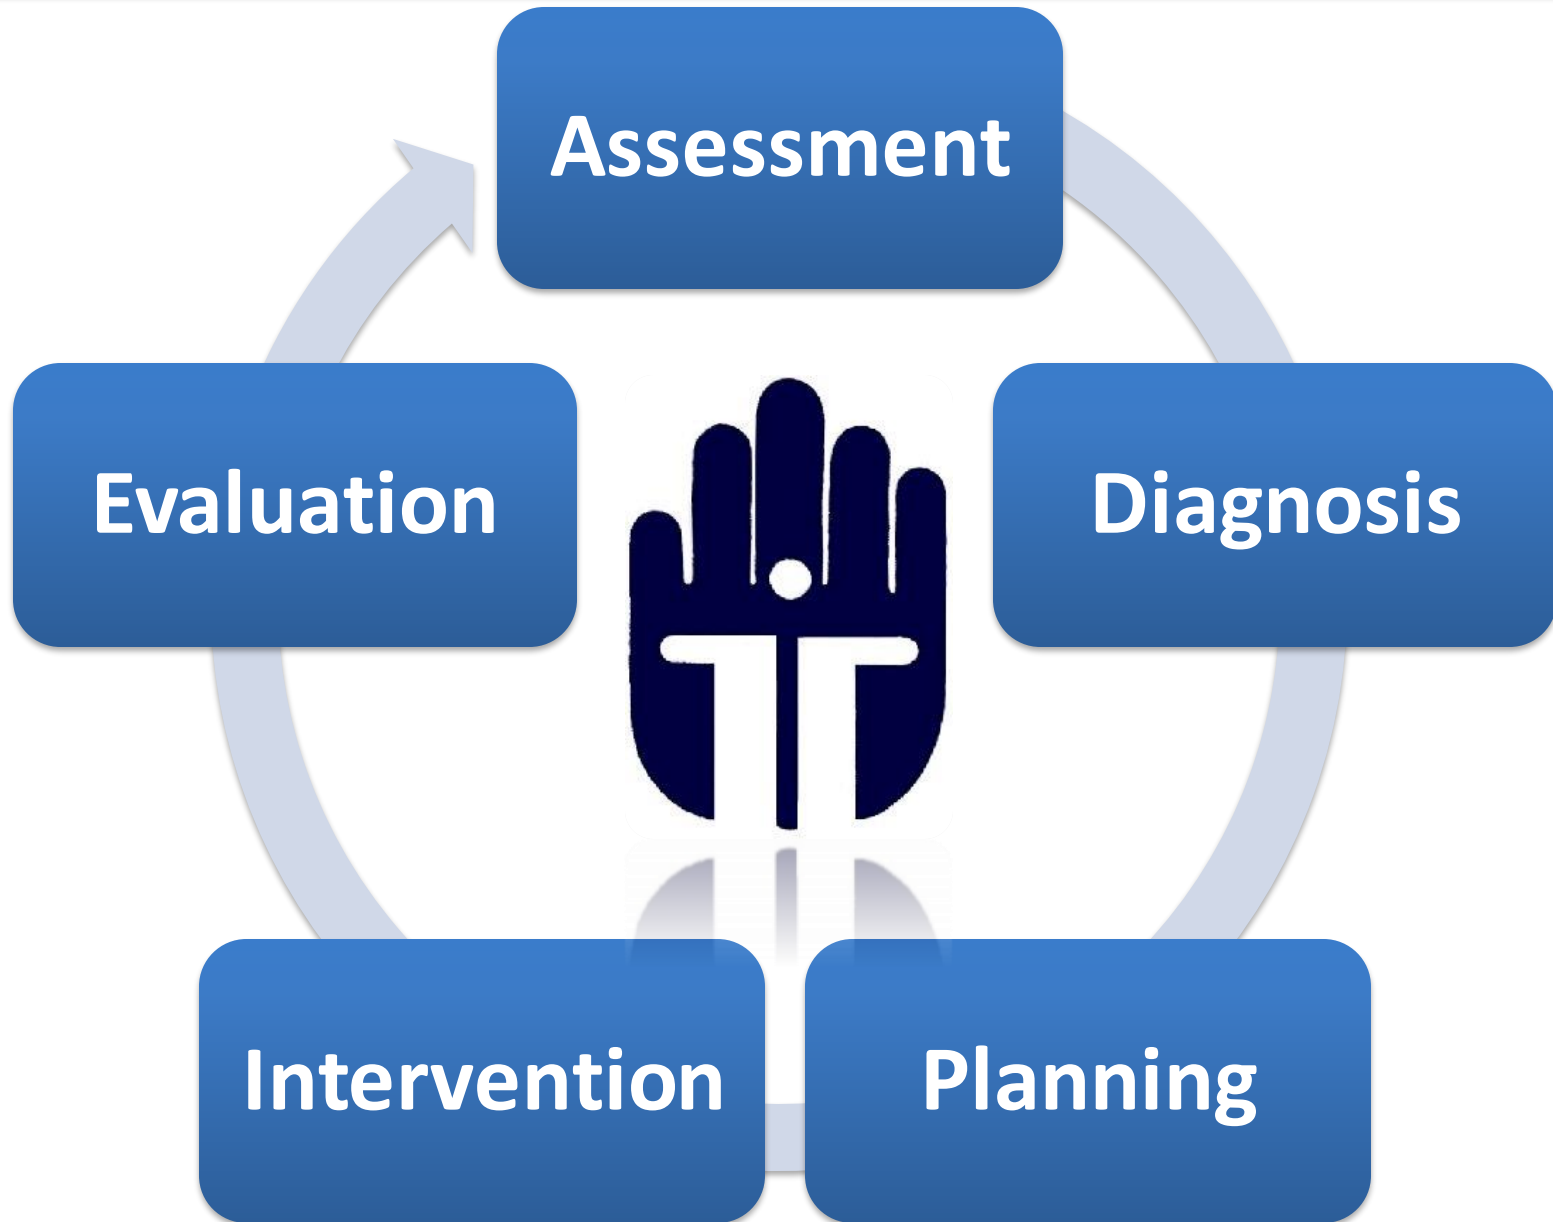 Assessment
Diagnosis
Planning
Intervention
Evaluation